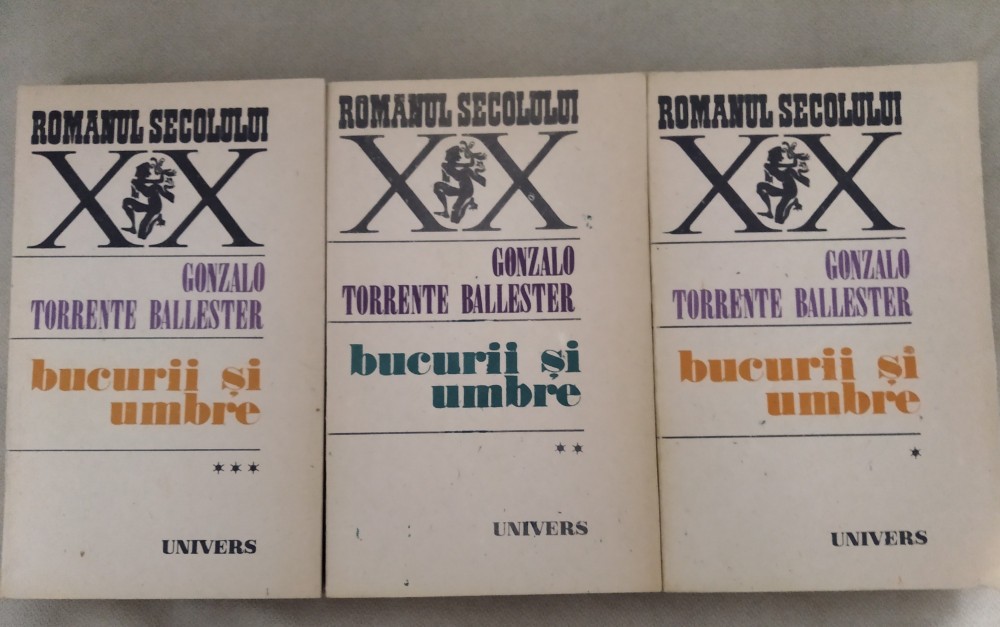 ROMANUL SECOLULUI
XX
GONZALO
TORRENTE BALLESTER
bucurii și
umbre
***
UNIVERS
ROMANUL SECOLULUI
XX
GONZALO
TORRENTE BALLESTER
bucurii și
umbre
**
UNIVERS
ROMANUL SECOLULUI
XX
GONZALO
TORRENTE BALLESTER
bucurii și
umbre
*
UNIVERS